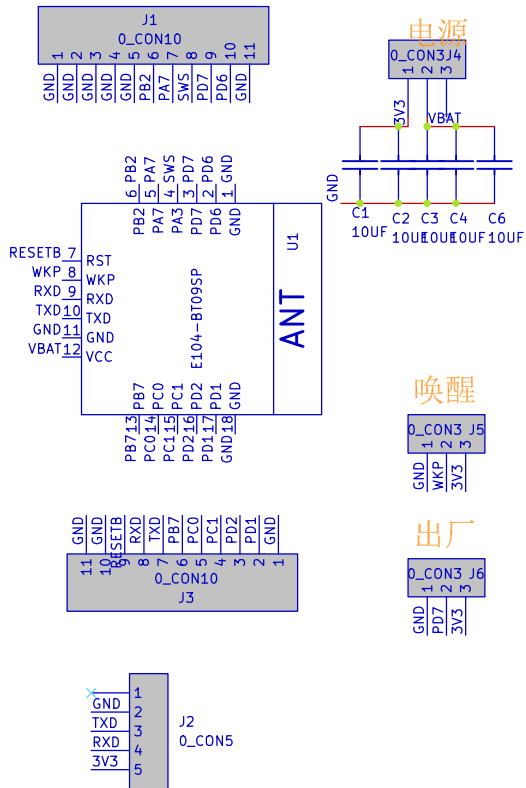 J1
0_CON10
1 2 3 4 5 6 7 8 9 10 11
GND GND GND GND GND PB2 PA7 SWS PD7 PD6 GND
电源
0_CON3 J4
1 2 3
3V3 VBAT
GND
C1 C2 C3 C4 C6
10UF 10UF 10UF 10UF 10UF
PB2 PA7 SWS PD7 PD6 GND
6 5 4 3 2 1
PB2 PA7 PA3 PD7 PD6 GND
U1
RESETB 7 RST
WKP 8 WKP
RXD 9 RXD
TXD 10 TXD
GND 11 GND
VBAT 12 VCC
E104-BT09SP
ANT
PB7 PC0 PC1 PD2 PD1 GND
13 14 15 16 17 18
PB7 PC0 PC1 PD2 PD1 GND
唤醒
0_CON3 J5
1 2 3
GND WKP 3V3
GND GND RESETB RXD TXD PB7 PC0 PC1 PD2 PD1 GND
11 10 9 8 7 6 5 4 3 2 1
0_CON10
J3
出厂
0_CON3 J6
1 2 3
GND PD7 3V3
1
GND 2
TXD 3
RXD 4
3V3 5
J2
0_CON5